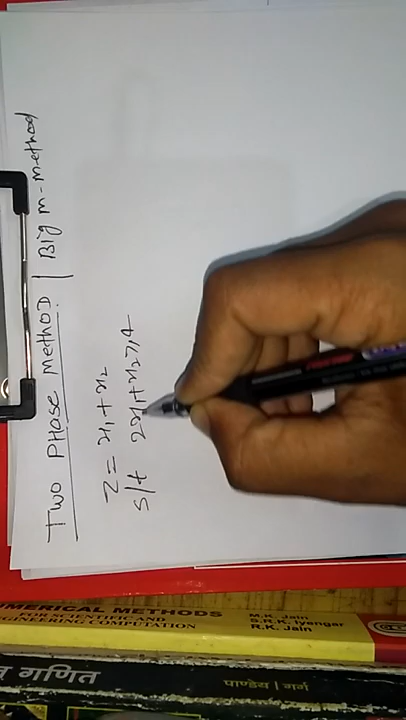 Two PHase MetHoD | Big m-method
Z = x₁ + x₂
s/t 2x₁ + x₂ ≥ 4
NUMERICAL METHODS
FOR SCIENTIFIC AND
ENGINEERING COMPUTATION
M.K. Jain
S.R.K. Iyengar
R.K. Jain
गणित
पाण्डेय | गर्ग